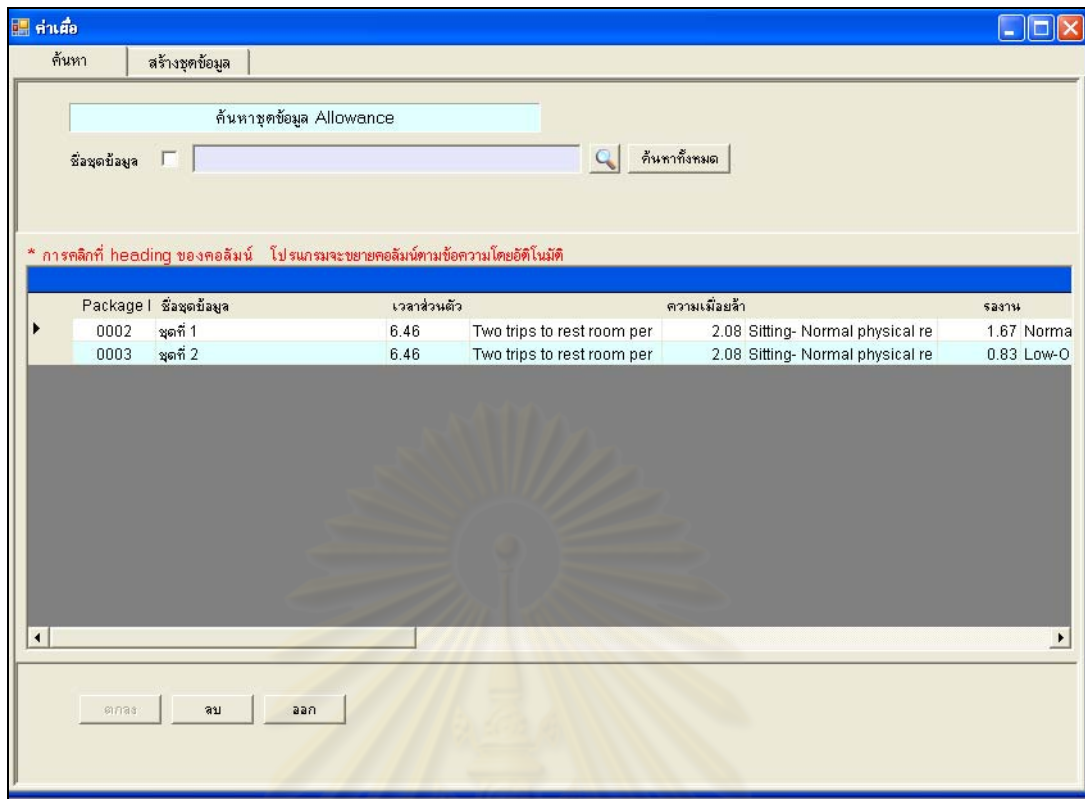 ค่าเผื่อ
ค้นหา สร้างชุดข้อมูล
ค้นหาชุดข้อมูล Allowance
ชื่อชุดข้อมูล ค้นหาทั้งหมด
* การคลิกที่ heading ของคอลัมน์ โปรแกรมจะขยายคอลัมน์ตามข้อความโดยอัติโนมัติ
Package I ชื่อชุดข้อมูล เวลาส่วนตัว ความเมื่อยล้า รองาน
0002 ชุดที่ 1 6.46 Two trips to rest room per 2.08 Sitting- Normal physical re 1.67 Norma
0003 ชุดที่ 2 6.46 Two trips to rest room per 2.08 Sitting- Normal physical re 0.83 Low-O
ตกลง ลบ ออก